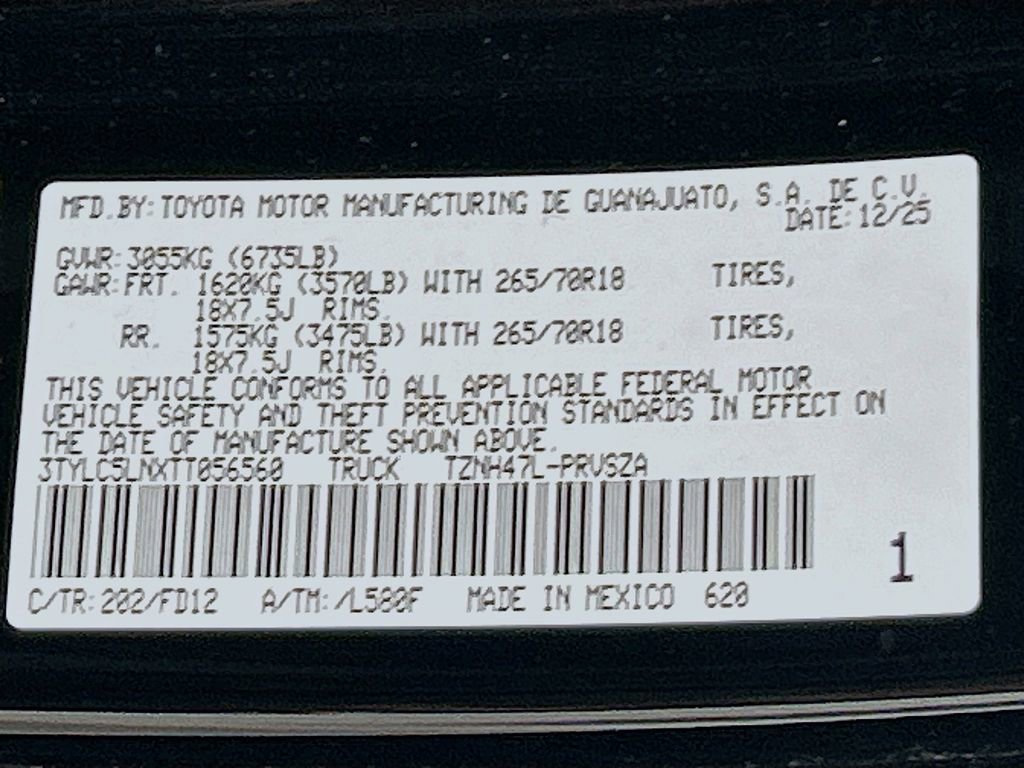 MFD.BY:TOYOTA MOTOR MANUFACTURING DE GUANAJUATO, S.A. DE C.V.
DATE:12/25
GVWR:3055KG (6735LB)
GAWR:FRT. 1620KG (3570LB) WITH 265/70R18 TIRES,
18X7.5J RIMS.
RR. 1575KG (3475LB) WITH 265/70R18 TIRES,
18X7.5J RIMS.
THIS VEHICLE CONFORMS TO ALL APPLICABLE FEDERAL MOTOR
VEHICLE SAFETY AND THEFT PREVENTION STANDARDS IN EFFECT ON
THE DATE OF MANUFACTURE SHOWN ABOVE.
3TYLC5LNXTT056560 TRUCK TZNH47L-PRVSZA
1
C/TR:202/FD12 A/TM:/L580F MADE IN MEXICO 620